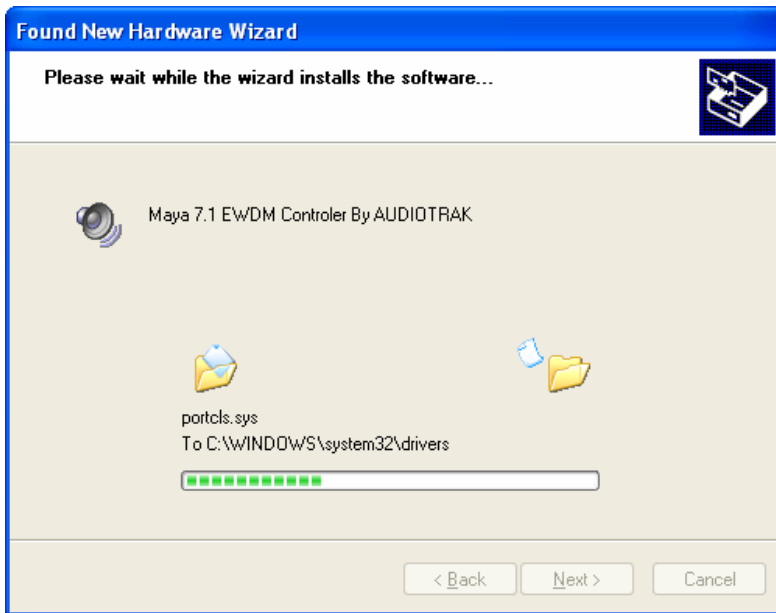 Found New Hardware Wizard
Please wait while the wizard installs the software...
Maya 7.1 EWDM Controler By AUDIOTRAK
portcls.sys
To C:\WINDOWS\system32\drivers
< Back Next > Cancel